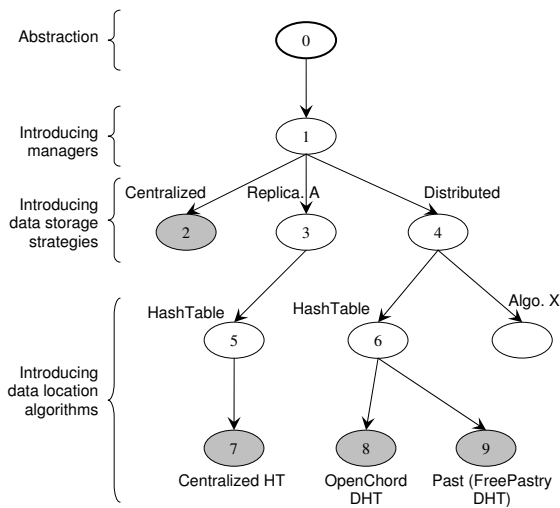 Abstraction
0
Introducing
managers
1
Centralized
Replica. A
Distributed
Introducing
data storage
strategies
2
3
4
HashTable
HashTable
Algo. X
5
6
Introducing
data location
algorithms
7
8
9
Centralized HT
OpenChord
DHT
Past (FreePastry
DHT)